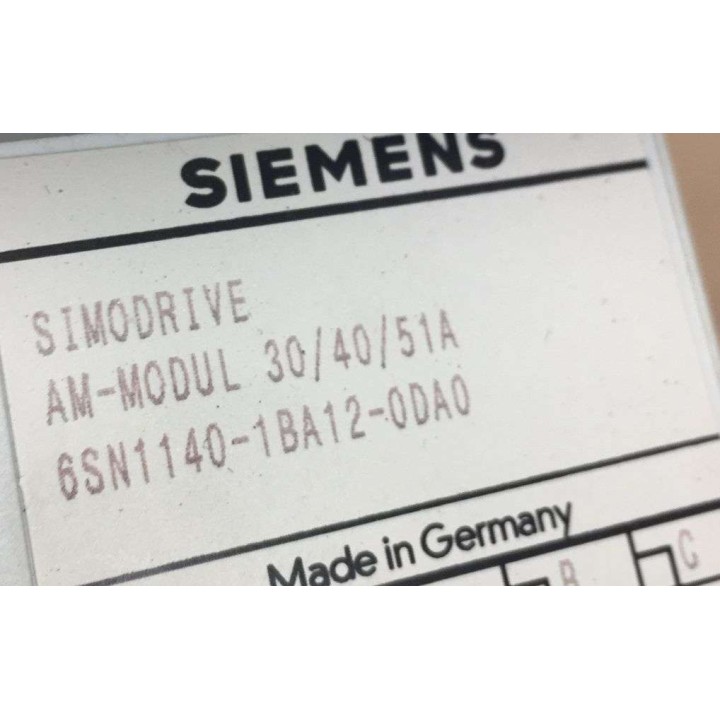 SIEMENS
SIMODRIVE
AM-MODUL 30/40/51A
6SN1140-1BA12-0DA0
Made in Germany
B C